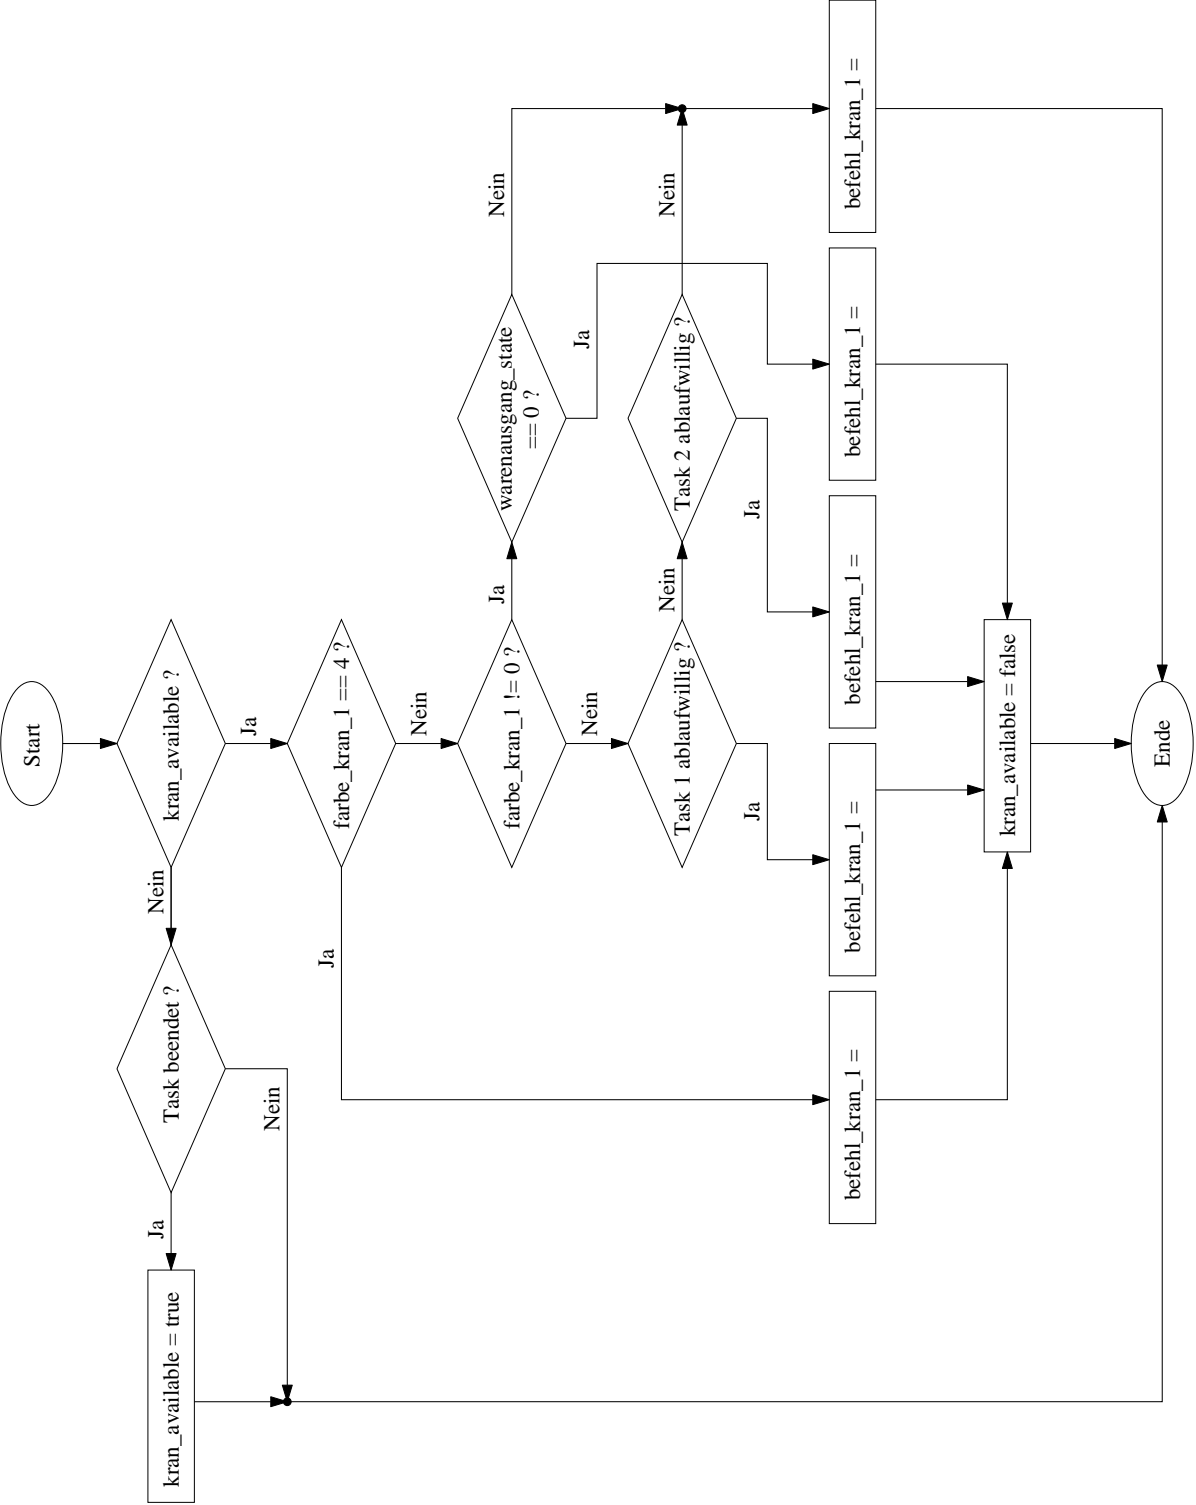 Start
kran_available ?
Nein
Ja
Task beendet ?
Ja
Nein
kran_available = true
farbe_kran_1 == 4 ?
Ja
Nein
farbe_kran_1 != 0 ?
Ja
Nein
warenausgang_state
== 0 ?
Nein
Ja
Task 1 ablaufwillig ?
Nein
Ja
Task 2 ablaufwillig ?
Nein
Ja
befehl_kran_1 =
befehl_kran_1 =
befehl_kran_1 =
befehl_kran_1 =
befehl_kran_1 =
kran_available = false
Ende